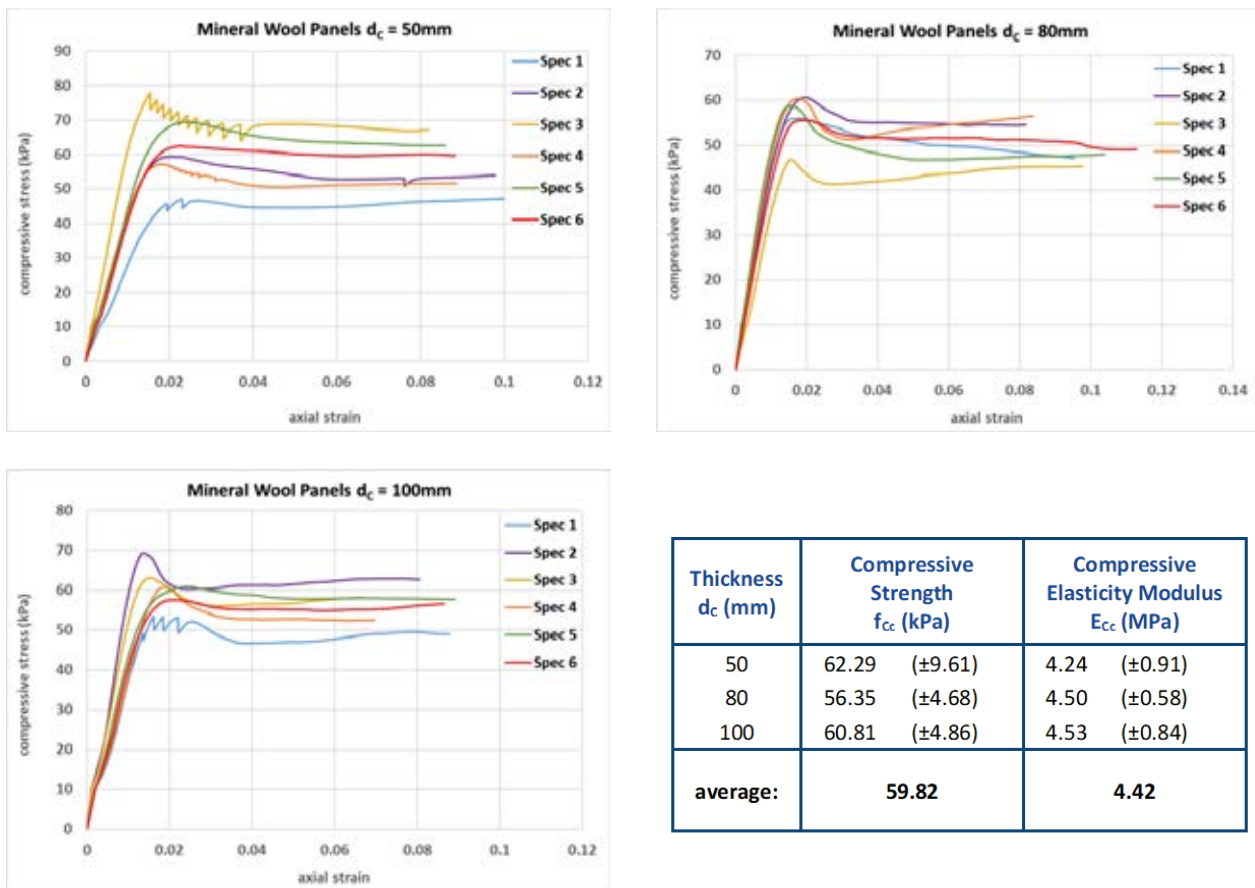 Mineral Wool Panels dC = 50mm
compressive stress (kPa)
90
80
70
60
50
40
30
20
10
0
0 0.02 0.04 0.06 0.08 0.1 0.12
axial strain
Spec 1
Spec 2
Spec 3
Spec 4
Spec 5
Spec 6
Mineral Wool Panels dC = 80mm
compressive stress (kPa)
70
60
50
40
30
20
10
0
0 0.02 0.04 0.06 0.08 0.1 0.12 0.14
axial strain
Spec 1
Spec 2
Spec 3
Spec 4
Spec 5
Spec 6
Mineral Wool Panels dC = 100mm
compressive stress (kPa)
80
70
60
50
40
30
20
10
0
0 0.02 0.04 0.06 0.08 0.1 0.12
axial strain
Spec 1
Spec 2
Spec 3
Spec 4
Spec 5
Spec 6
Thickness
dC (mm)
Compressive
Strength
fCc (kPa)
Compressive
Elasticity Modulus
ECc (MPa)
50 62.29 (±9.61) 4.24 (±0.91)
80 56.35 (±4.68) 4.50 (±0.58)
100 60.81 (±4.86) 4.53 (±0.84)
average: 59.82 4.42